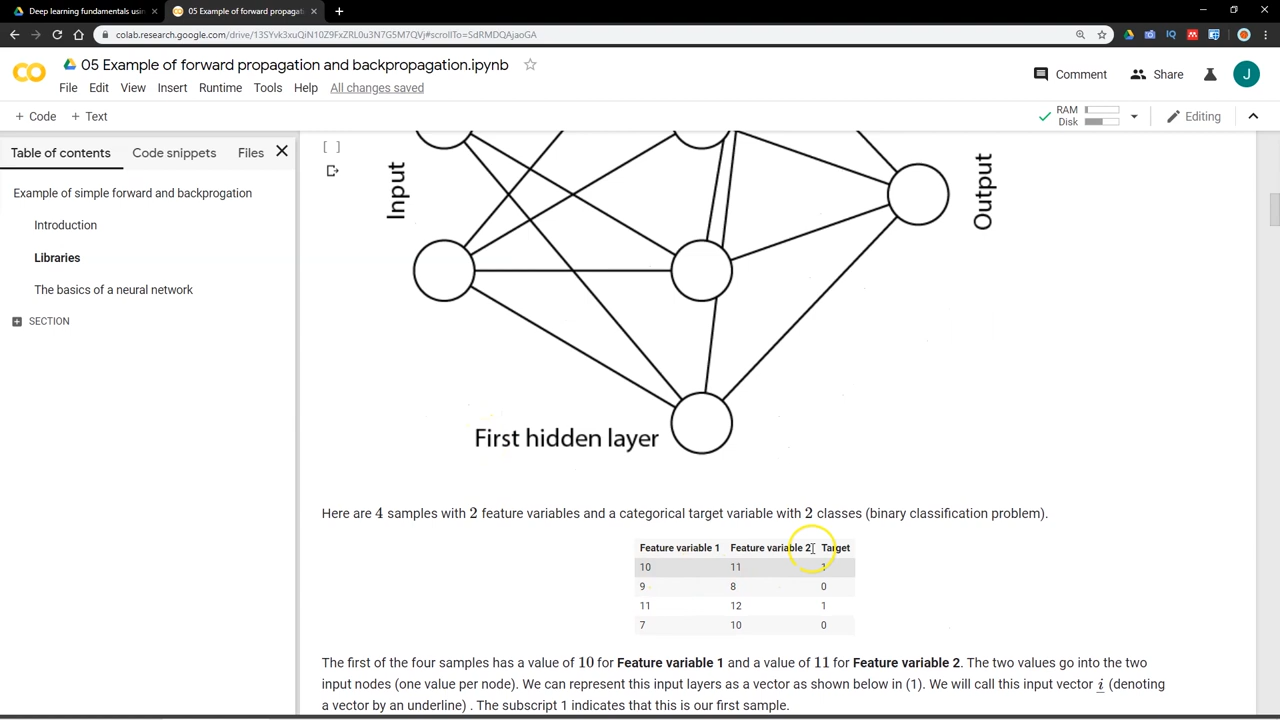 Deep learning fundamentals usin
05 Example of forward propagati
colab.research.google.com/drive/13SYvk3xuQiN10Z9FxZRL0u3N7G5M7QVj#scrollTo=SdRMDQAjaoGA
05 Example of forward propagation and backpropagation.ipynb
Comment
Share
J
File Edit View Insert Runtime Tools Help All changes saved
+ Code + Text
RAM
Disk
Editing
Table of contents Code snippets Files
Example of simple forward and backprogation
Introduction
Libraries
The basics of a neural network
SECTION
[ ]
Input
Output
First hidden layer
Here are 4 samples with 2 feature variables and a categorical target variable with 2 classes (binary classification problem).
Feature variable 1 Feature variable 2 Target
10 11 1
9 8 0
11 12 1
7 10 0
The first of the four samples has a value of 10 for Feature variable 1 and a value of 11 for Feature variable 2. The two values go into the two
input nodes (one value per node). We can represent this input layers as a vector as shown below in (1). We will call this input vector i (denoting
a vector by an underline) . The subscript 1 indicates that this is our first sample.